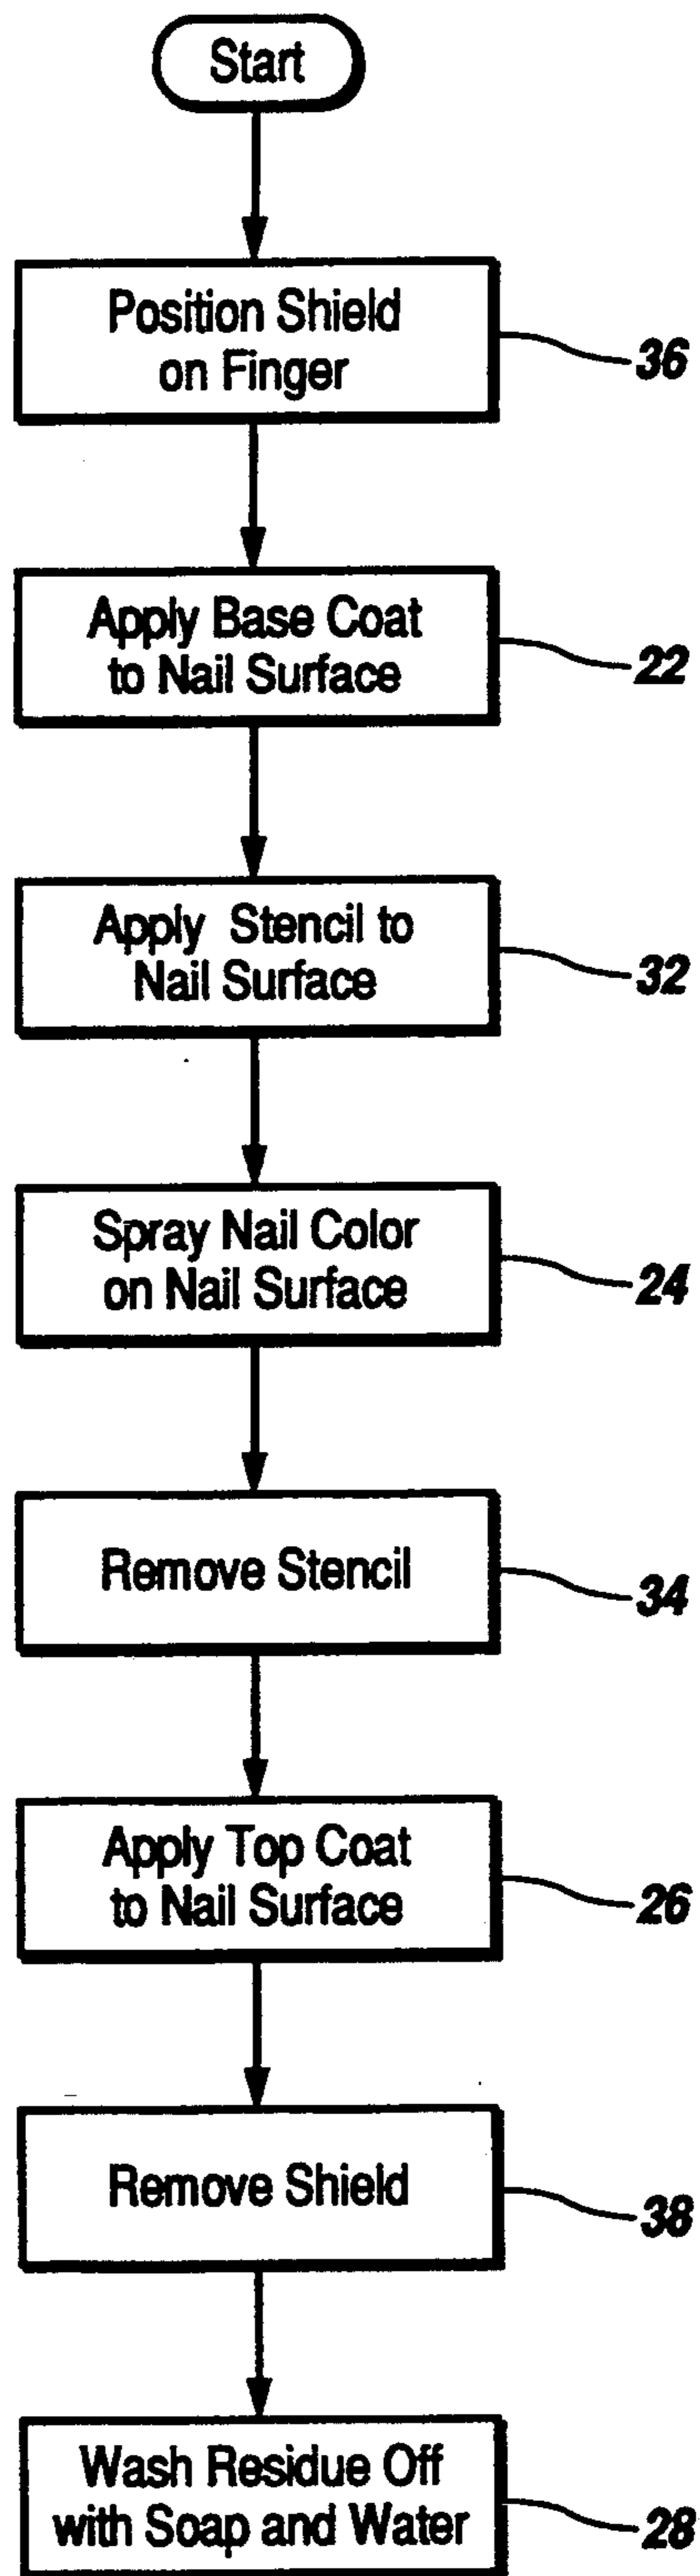 Start
Position Shield
on Finger
36
Apply Base Coat
to Nail Surface
22
Apply Stencil to
Nail Surface
32
Spray Nail Color
on Nail Surface
24
Remove Stencil
34
Apply Top Coat
to Nail Surface
26
Remove Shield
38
Wash Residue Off
with Soap and Water
28